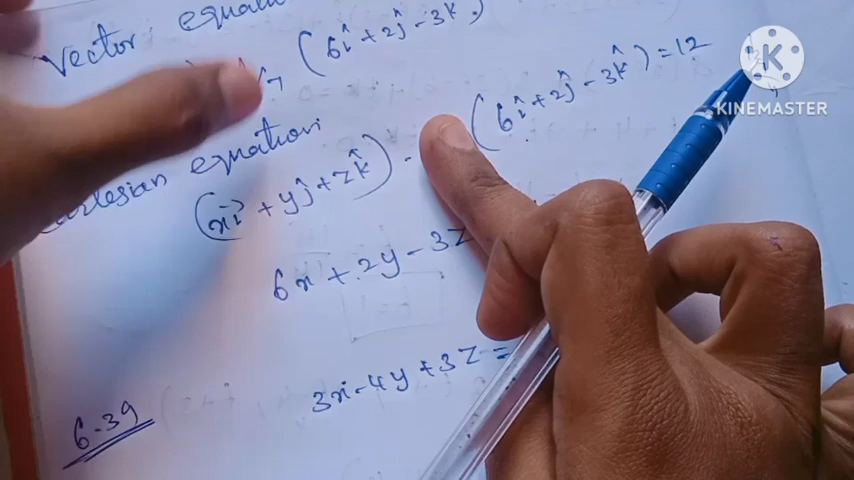 Vector equati
(6î + 2ĵ - 3k̂)
Cartesian equation
(xi⃗ + yĵ + zk̂) · (6î + 2ĵ - 3k̂) = 12
6x + 2y - 3z
3x - 4y + 3z =
6.39
K
KINEMASTER